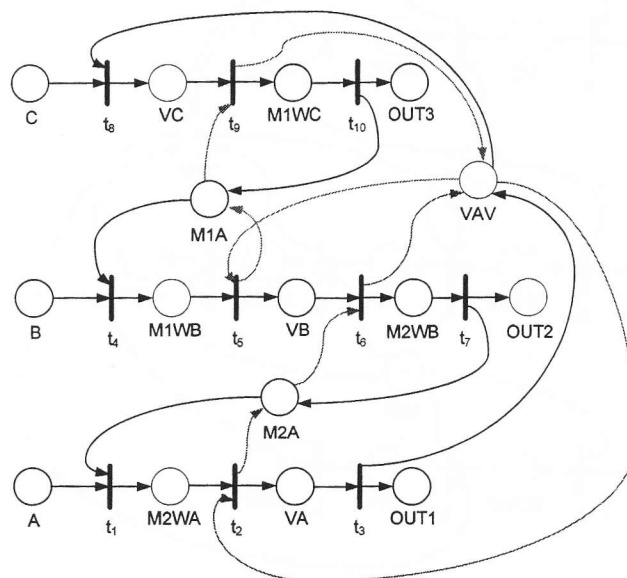 C
t₈
VC
t₉
M1WC
t₁₀
OUT3
M1A
VAV
B
t₄
M1WB
t₅
VB
t₆
M2WB
t₇
OUT2
M2A
A
t₁
M2WA
t₂
VA
t₃
OUT1